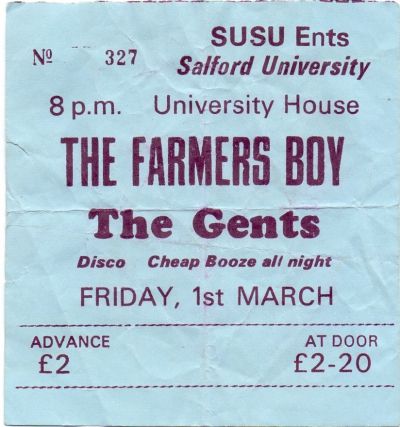 SUSU Ents
Nº 327
Salford University
8 p.m. University House
THE FARMERS BOY
The Gents
Disco Cheap Booze all night
FRIDAY, 1st MARCH
ADVANCE AT DOOR
£2 £2-20